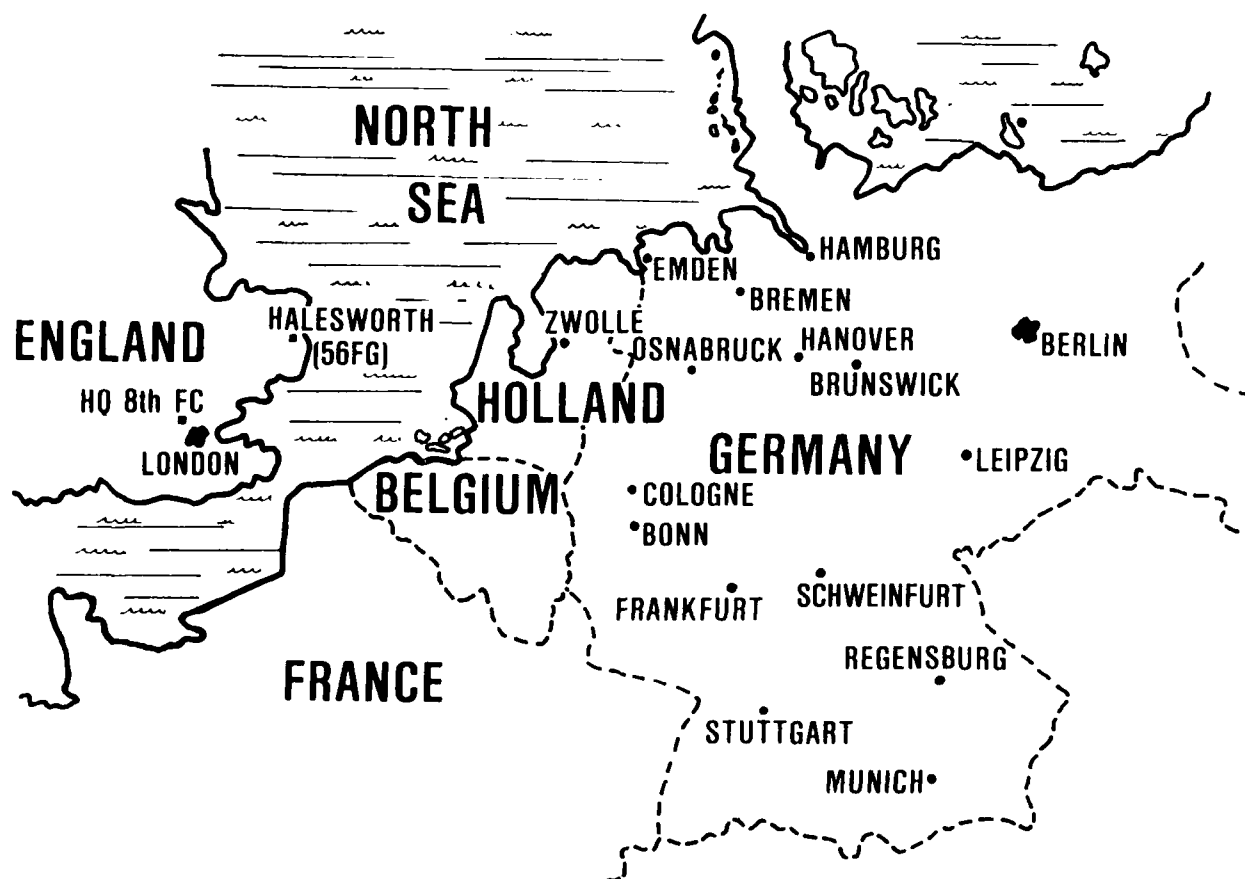 NORTH
SEA
HAMBURG
EMDEN
BREMEN
HALESWORTH
(56FG)
ZWOLLE
ENGLAND
OSNABRUCK
HANOVER
BERLIN
BRUNSWICK
HOLLAND
HQ 8th FC
LONDON
GERMANY
LEIPZIG
BELGIUM
COLOGNE
BONN
FRANKFURT
SCHWEINFURT
FRANCE
REGENSBURG
STUTTGART
MUNICH